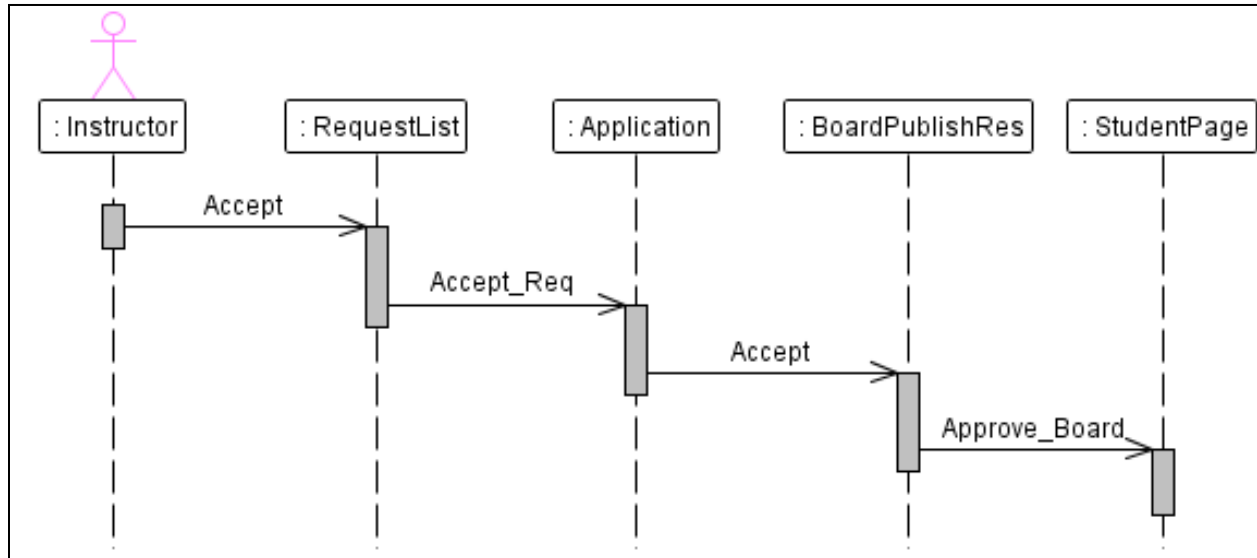 : Instructor
: RequestList
: Application
: BoardPublishRes
: StudentPage
Accept
Accept_Req
Accept
Approve_Board